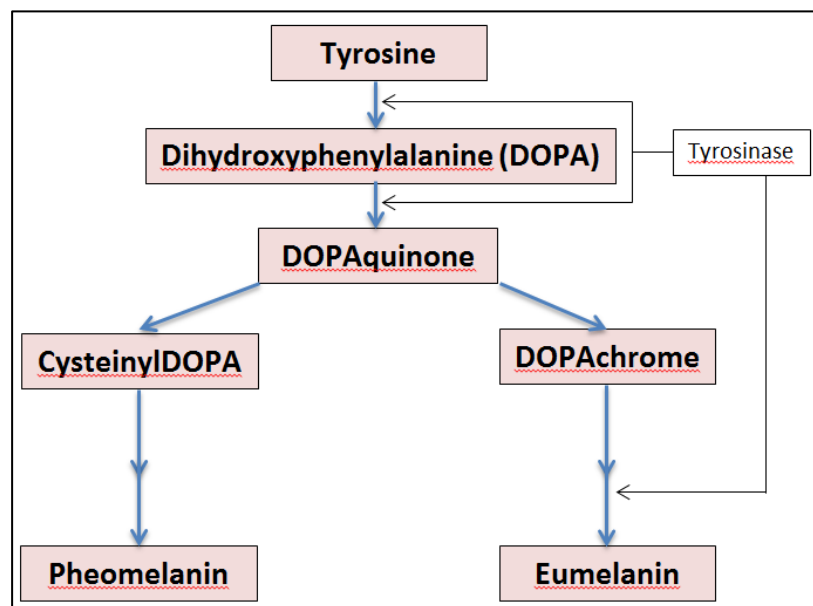 Tyrosine
Dihydroxyphenylalanine (DOPA)
Tyrosinase
DOPAquinone
CysteinylDOPA
DOPAchrome
Pheomelanin
Eumelanin